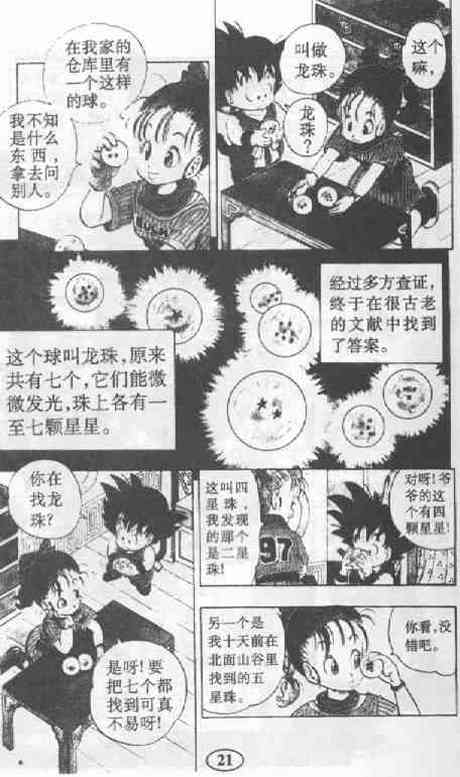 这个
嘛，
叫做
龙珠。
龙
珠？
在我家的
仓库里有
一个这样
的球。
我不知
是什么
东西，
拿去问
别人。
经过多方查证，
终于在很古老
的文献中找到
了答案。
这个球叫龙珠，原来
共有七个，它们能微
微发光，珠上各有一
至七颗星星。
对呀！爷
爷的这
个有四
颗星星！
这叫四
星珠，
我发现
的那个
是二星
珠！
97
你在
找龙
珠？
是呀！要
把七个都
找到可真
不易呀！
你看，没
错吧。
另一个是
我十天前在
北面山谷里
找到的五
星珠。
21